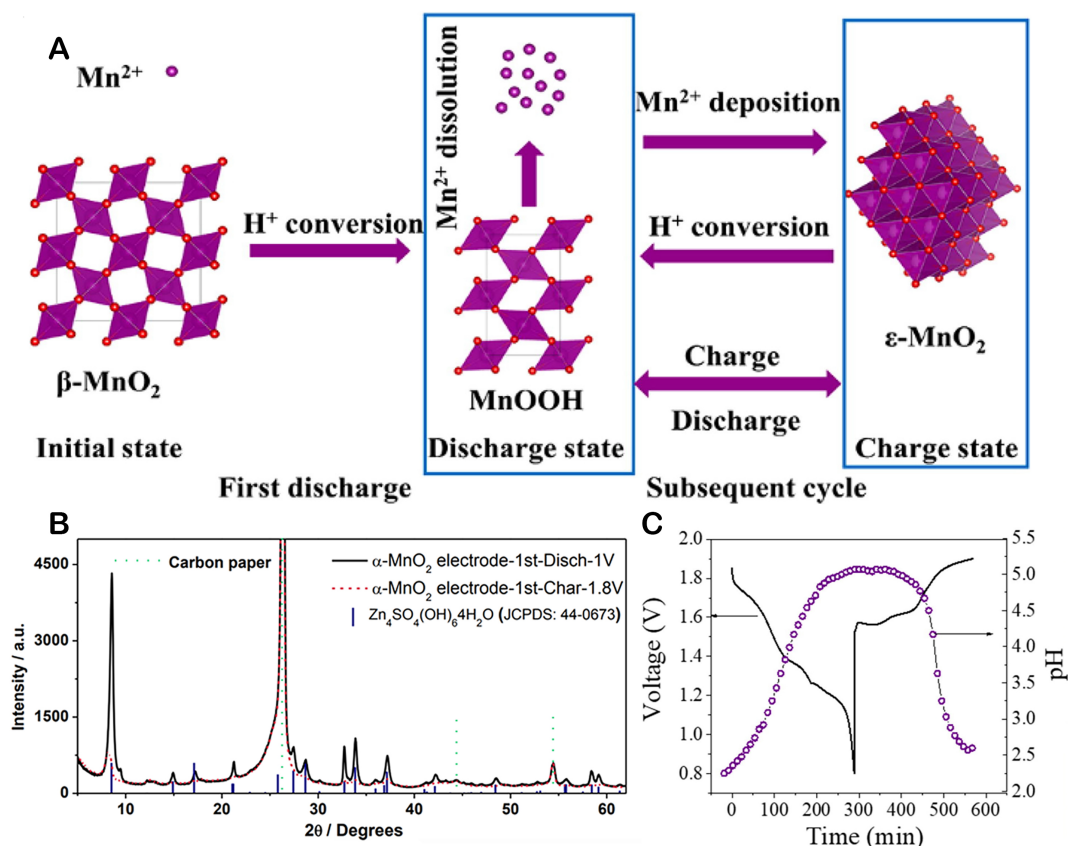 A
Mn²⁺
Mn²⁺ dissolution
Mn²⁺ deposition
H⁺ conversion
H⁺ conversion
β-MnO₂
MnOOH
ε-MnO₂
Charge
Discharge
Initial state
Discharge state
Charge state
First discharge
Subsequent cycle
B
Carbon paper
α-MnO₂ electrode-1st-Disch-1V
α-MnO₂ electrode-1st-Char-1.8V
Zn₄SO₄(OH)₆4H₂O (JCPDS: 44-0673)
Intensity / a.u.
4500
3000
1500
0
10 20 30 40 50 60
2θ / Degrees
C
Voltage (V)
2.0
1.8
1.6
1.4
1.2
1.0
0.8
5.5
5.0
4.5
4.0
3.5
3.0
2.5
2.0
pH
0 100 200 300 400 500 600
Time (min)